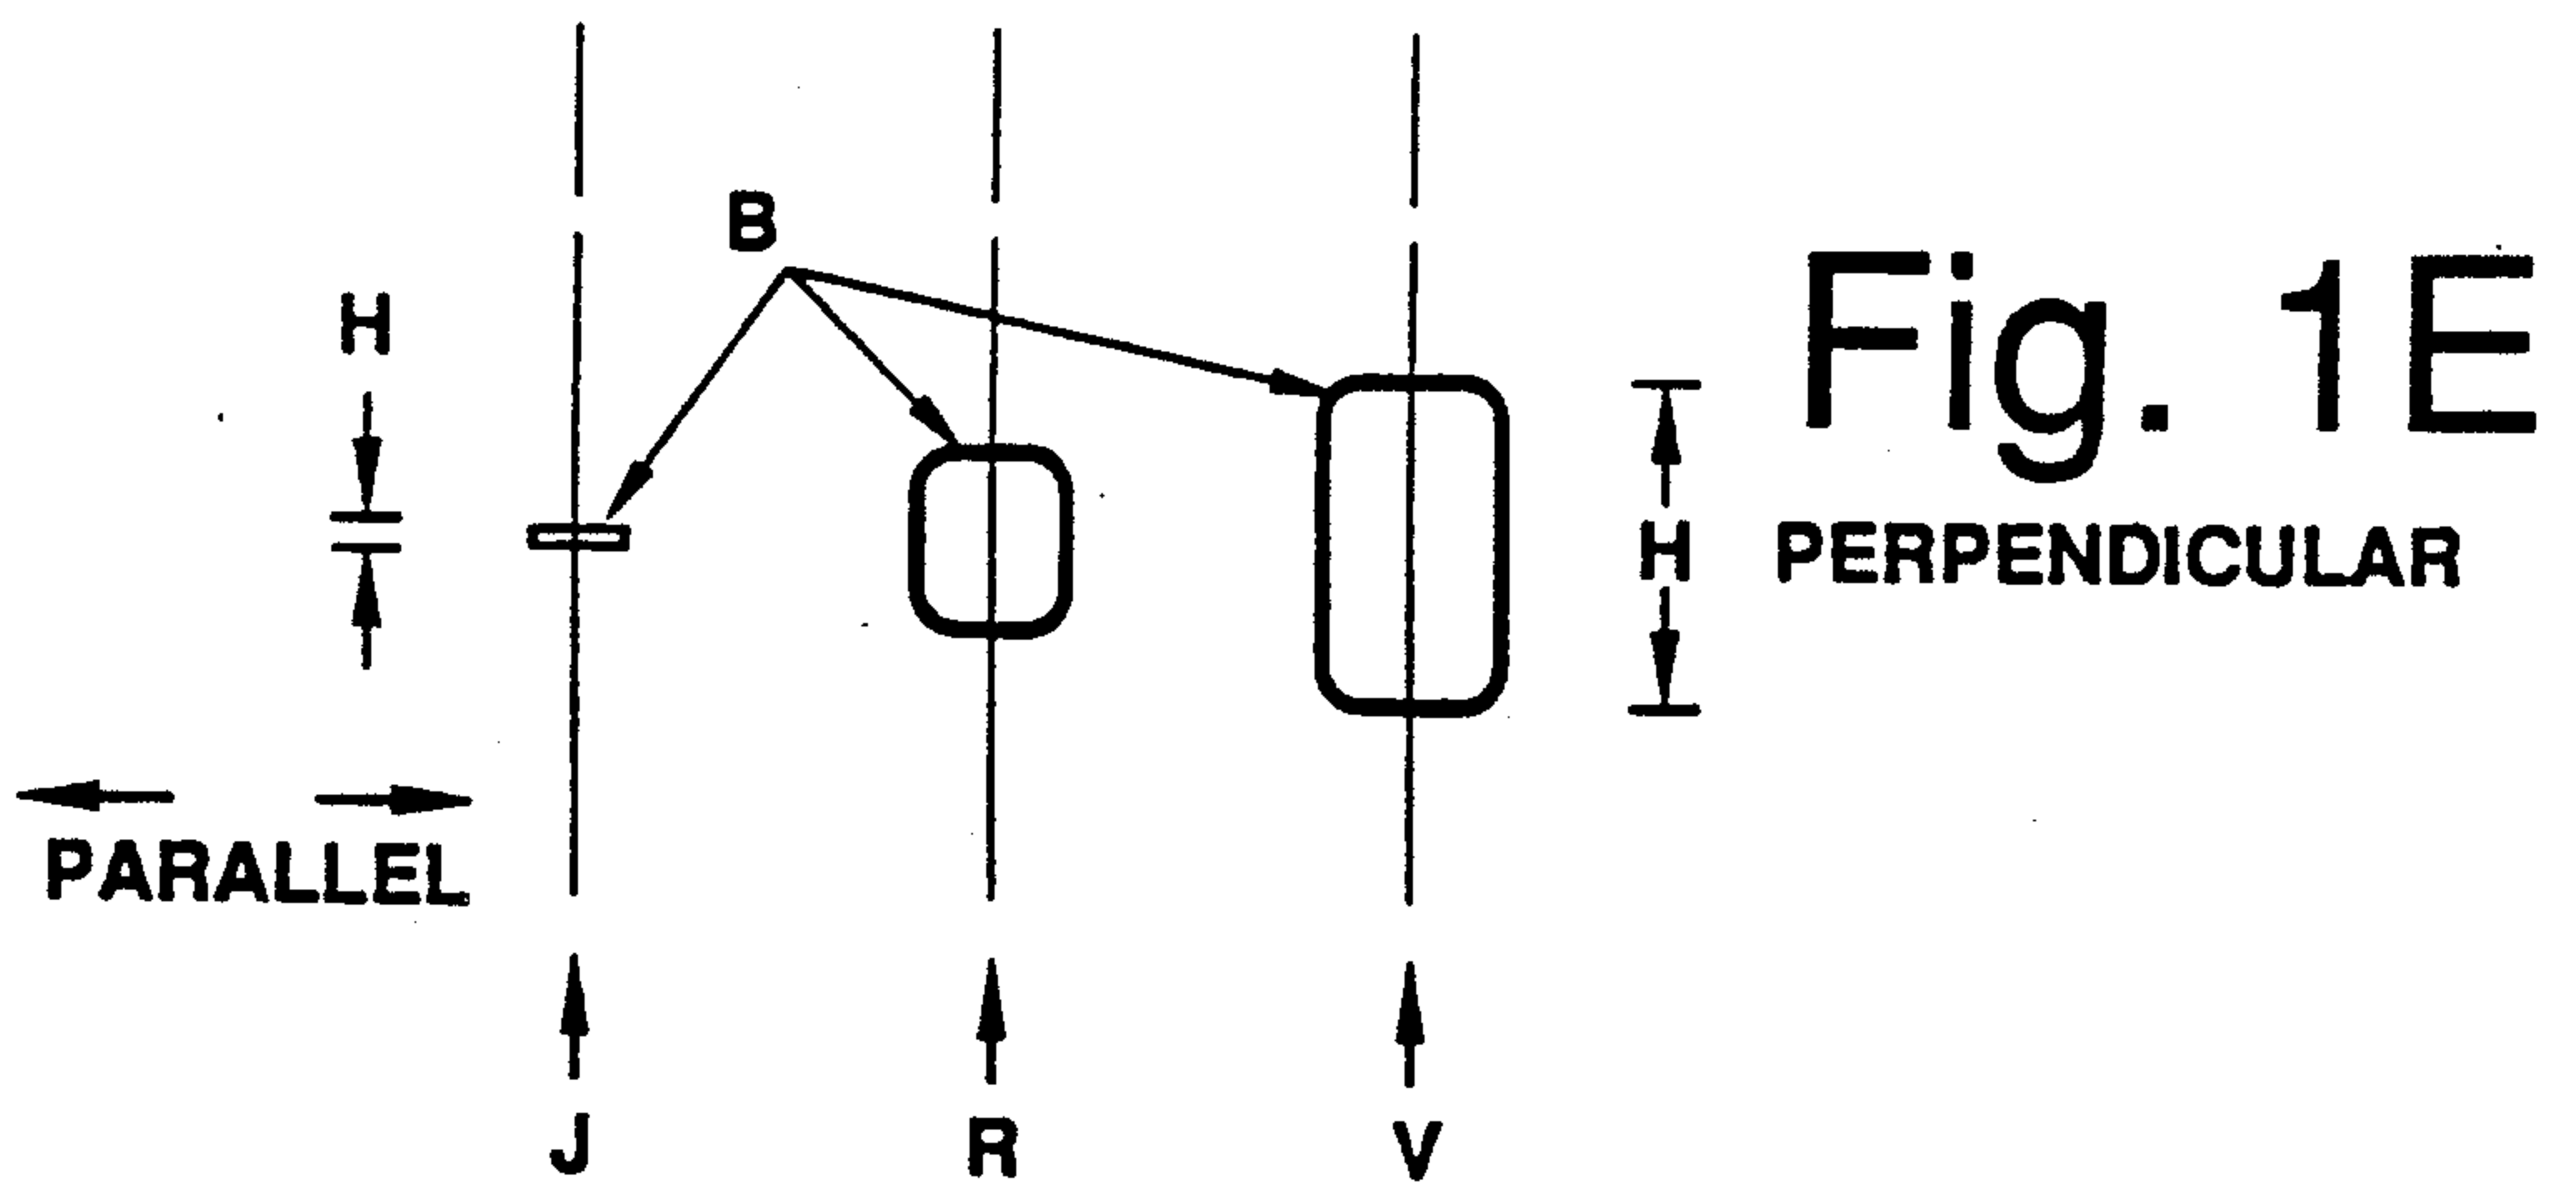 B
H
Fig. 1E
H PERPENDICULAR
PARALLEL
J R V